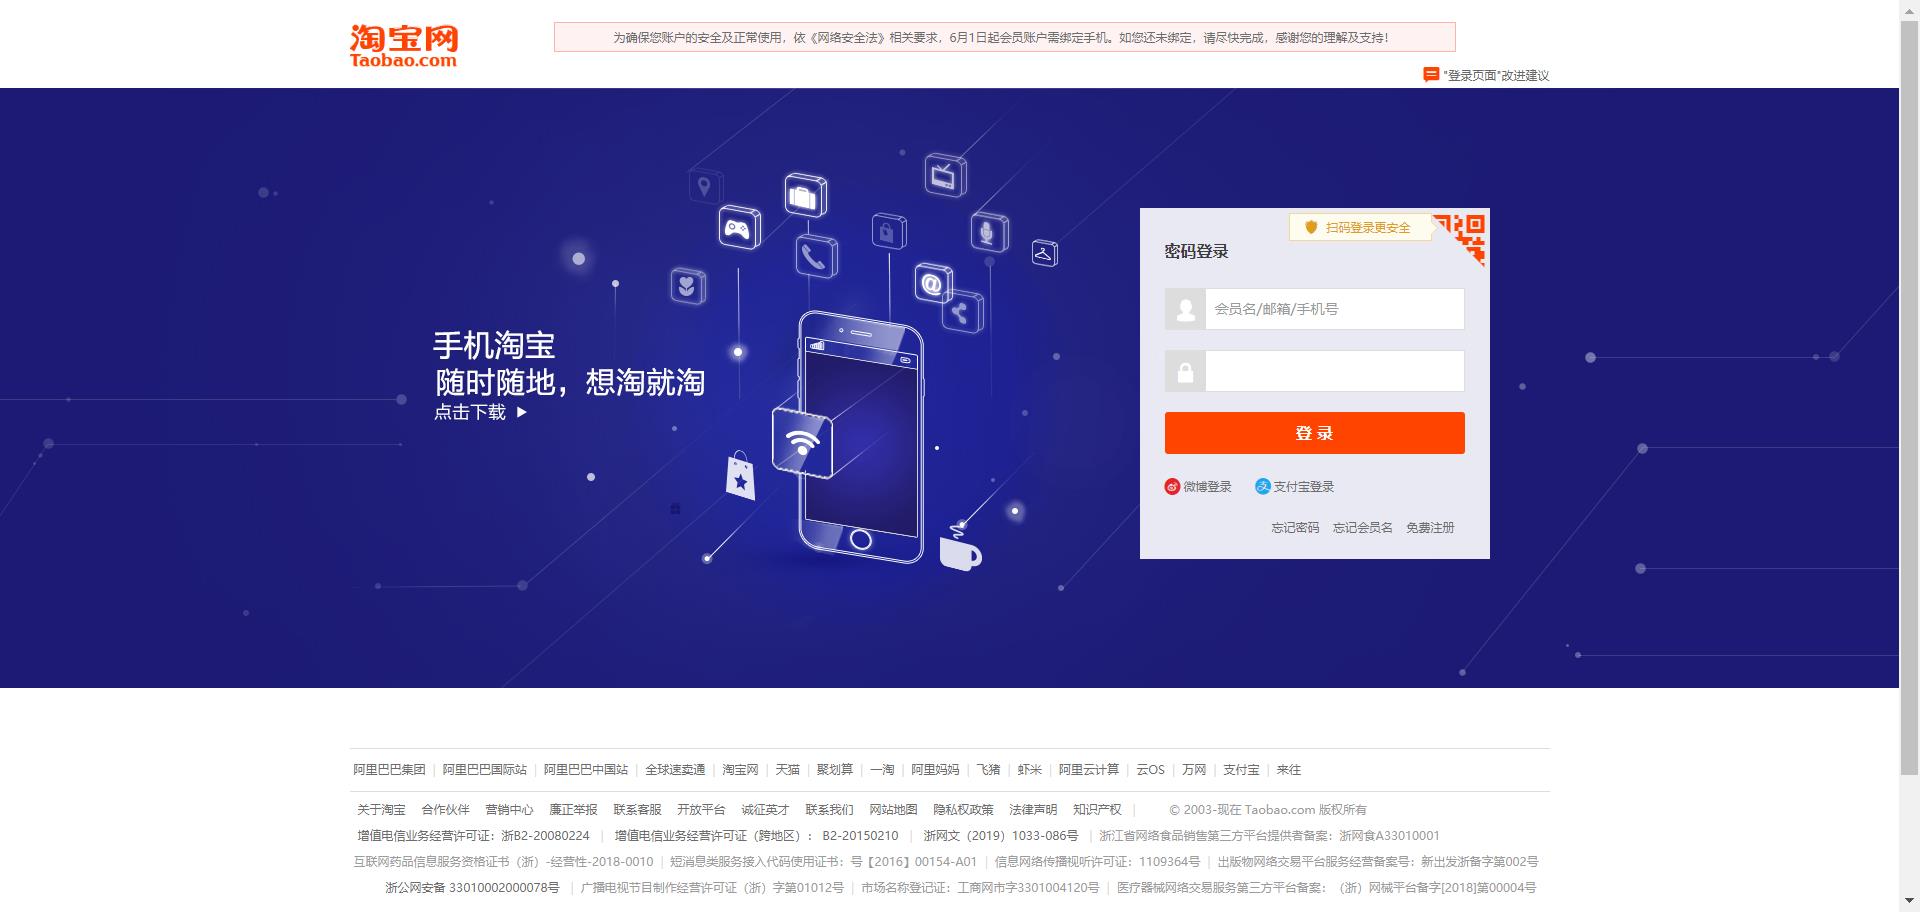 淘宝网
Taobao.com
为确保您账户的安全及正常使用，依《网络安全法》相关要求，6月1日起会员账户需绑定手机。如您还未绑定，请尽快完成，感谢您的理解及支持！
"登录页面"改进建议
手机淘宝
随时随地，想淘就淘
点击下载
扫码登录更安全
密码登录
会员名/邮箱/手机号
登 录
微博登录 支付宝登录
忘记密码 忘记会员名 免费注册
阿里巴巴集团 | 阿里巴巴国际站 | 阿里巴巴中国站 | 全球速卖通 | 淘宝网 | 天猫 | 聚划算 | 一淘 | 阿里妈妈 | 飞猪 | 虾米 | 阿里云计算 | 云OS | 万网 | 支付宝 | 来往
关于淘宝 合作伙伴 营销中心 廉正举报 联系客服 开放平台 诚征英才 联系我们 网站地图 隐私权政策 法律声明 知识产权 | © 2003-现在 Taobao.com 版权所有
增值电信业务经营许可证：浙B2-20080224 | 增值电信业务经营许可证（跨地区）： B2-20150210 | 浙网文（2019）1033-086号 | 浙江省网络食品销售第三方平台提供者备案：浙网食A33010001
互联网药品信息服务资格证书（浙）-经营性-2018-0010 | 短消息类服务接入代码使用证书：号【2016】00154-A01 | 信息网络传播视听许可证：1109364号 | 出版物网络交易平台服务经营备案号：新出发浙备字第002号
浙公网安备 33010002000078号 | 广播电视节目制作经营许可证（浙）字第01012号 | 市场名称登记证：工商网市字3301004120号 | 医疗器械网络交易服务第三方平台备案：（浙）网械平台备字[2018]第00004号